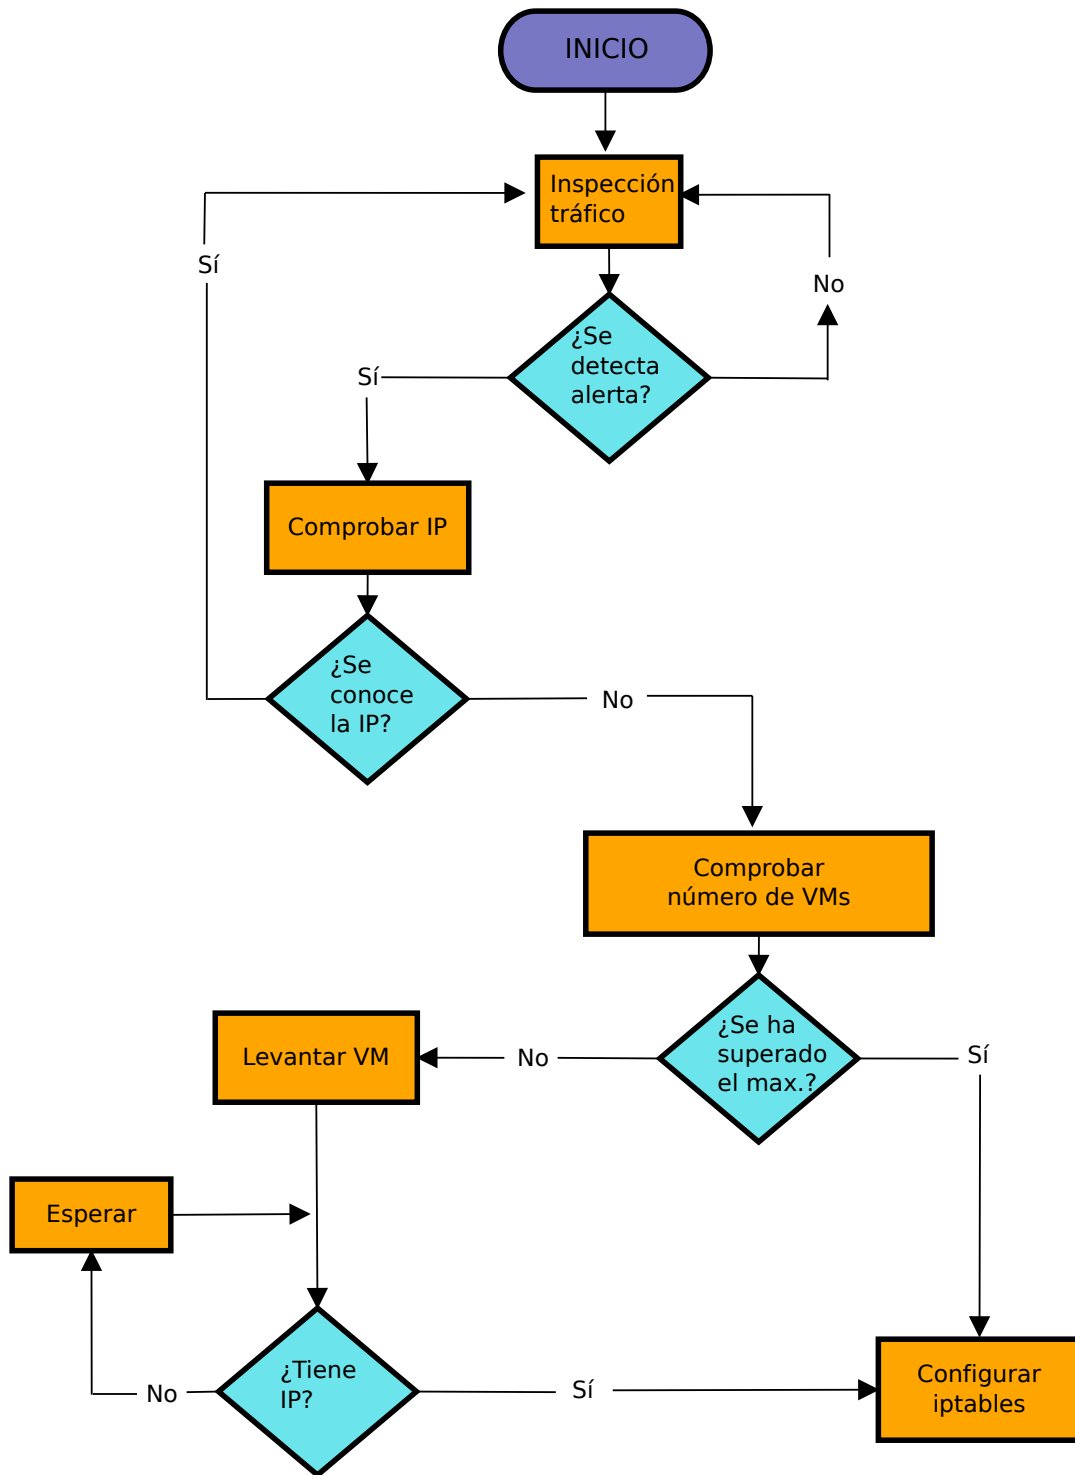 INICIO
Inspección
tráfico
Sí
No
¿Se
detecta
alerta?
Sí
Comprobar IP
¿Se
conoce
la IP?
No
Comprobar
número de VMs
¿Se ha
superado
el max.?
Levantar VM
No
Sí
Esperar
¿Tiene
IP?
No
Sí
Configurar
iptables